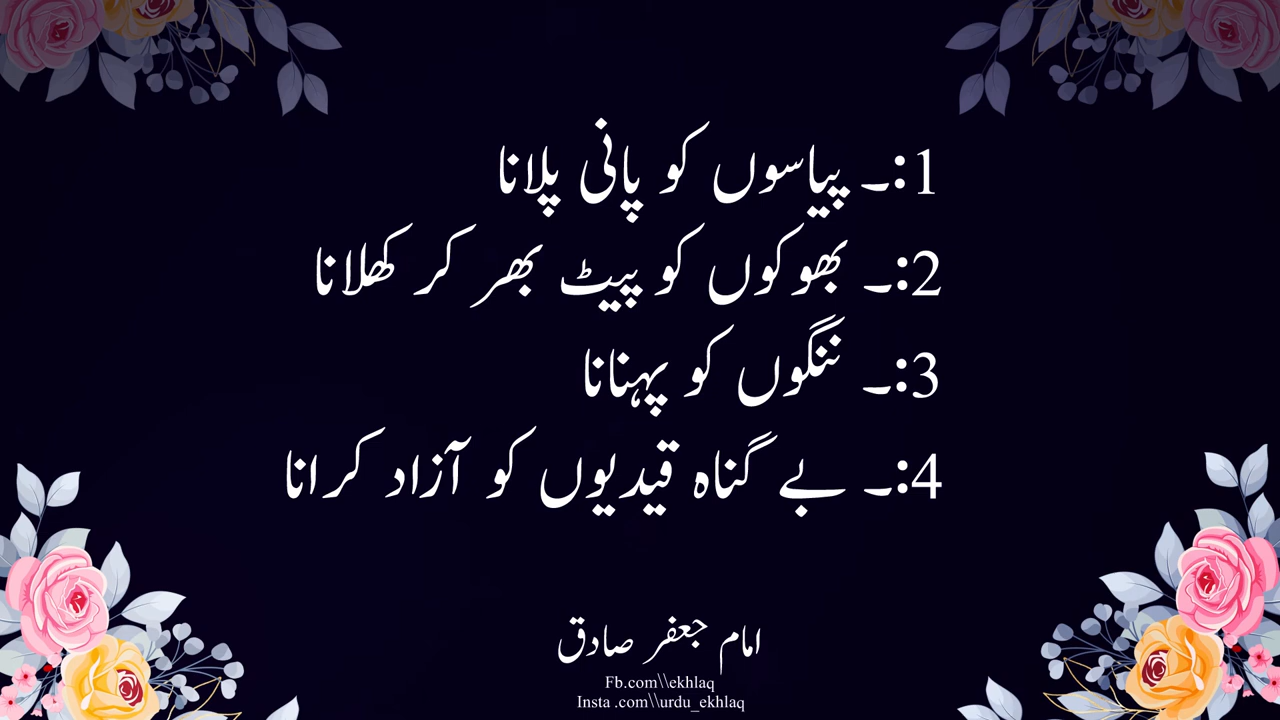 1:۔ پیاسوں کو پانی پلانا
2:۔ بھوکوں کو پیٹ بھر کر کھلانا
3:۔ ننگوں کو پہنانا
4:۔ بے گناہ قیدیوں کو آزاد کرانا
امام جعفر صادق
Fb.com\\ekhlaq
Insta .com\\urdu_ekhlaq